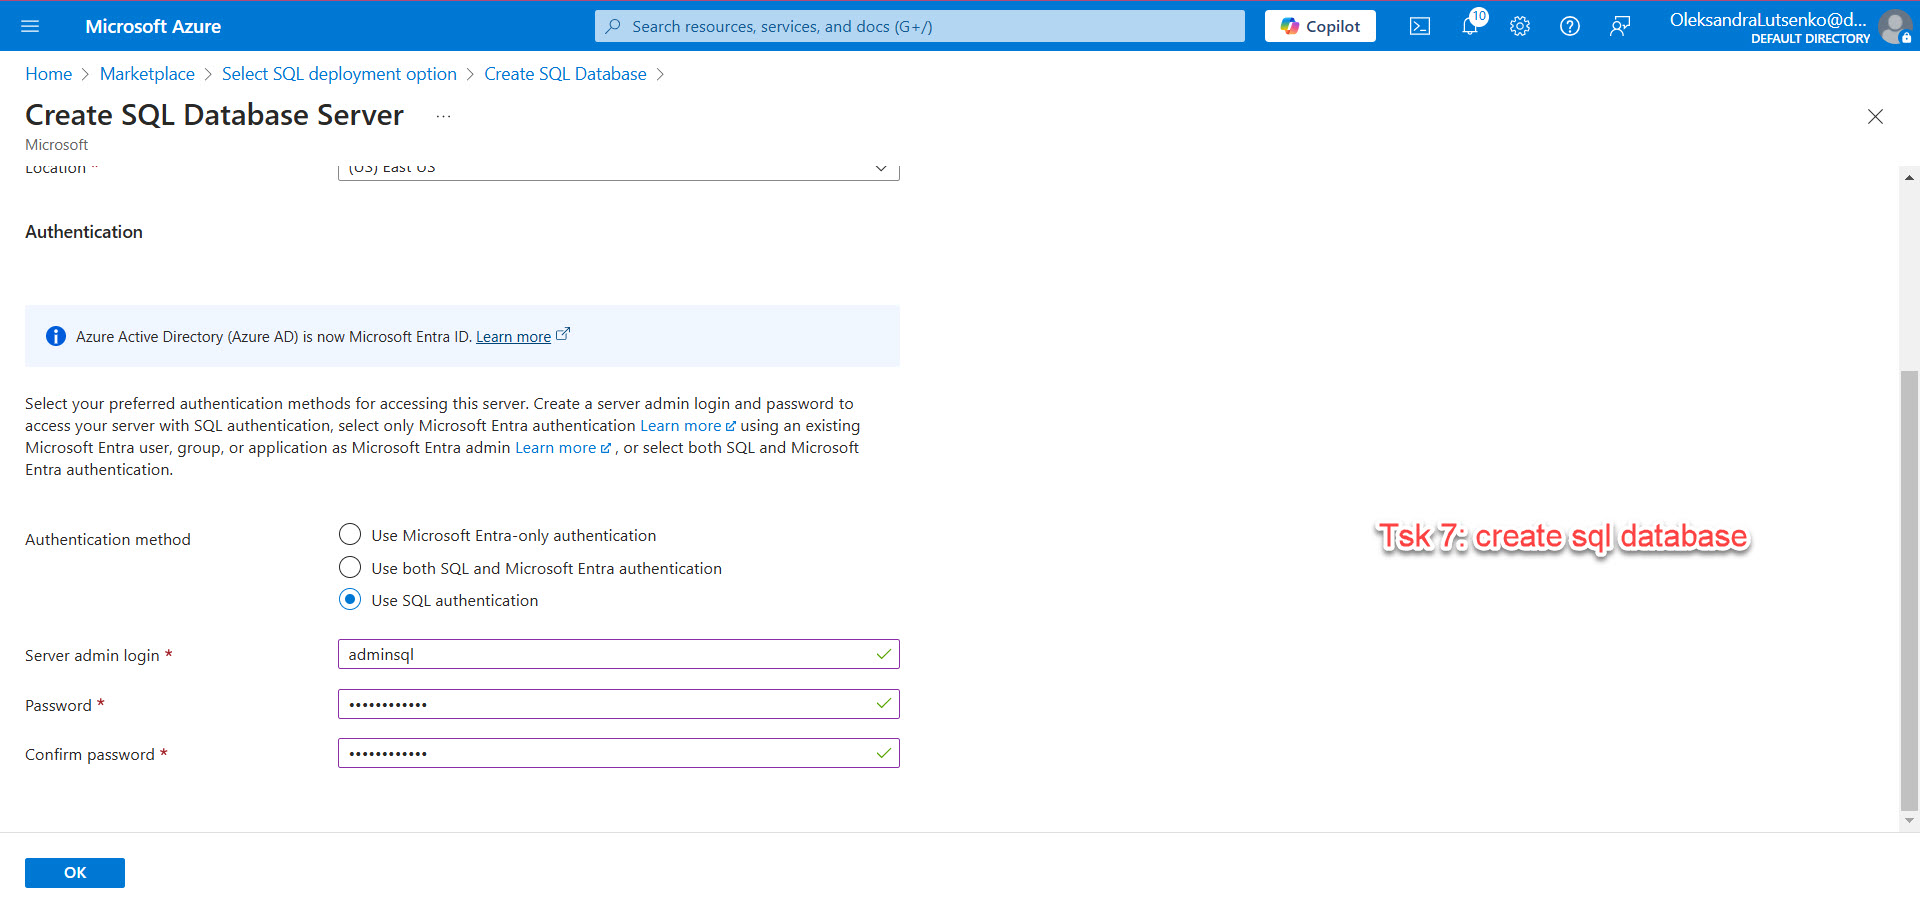 Microsoft Azure
Search resources, services, and docs (G+/)
Copilot
10
OleksandraLutsenko@d...
DEFAULT DIRECTORY
Home > Marketplace > Select SQL deployment option > Create SQL Database >
Create SQL Database Server ...
Microsoft
Location *
(US) East US
Authentication
Azure Active Directory (Azure AD) is now Microsoft Entra ID. Learn more
Select your preferred authentication methods for accessing this server. Create a server admin login and password to
access your server with SQL authentication, select only Microsoft Entra authentication Learn more using an existing
Microsoft Entra user, group, or application as Microsoft Entra admin Learn more , or select both SQL and Microsoft
Entra authentication.
Authentication method
Use Microsoft Entra-only authentication
Use both SQL and Microsoft Entra authentication
Use SQL authentication
Tsk 7: create sql database
Server admin login *
adminsql
Password *
••••••••••••
Confirm password *
••••••••••••
OK